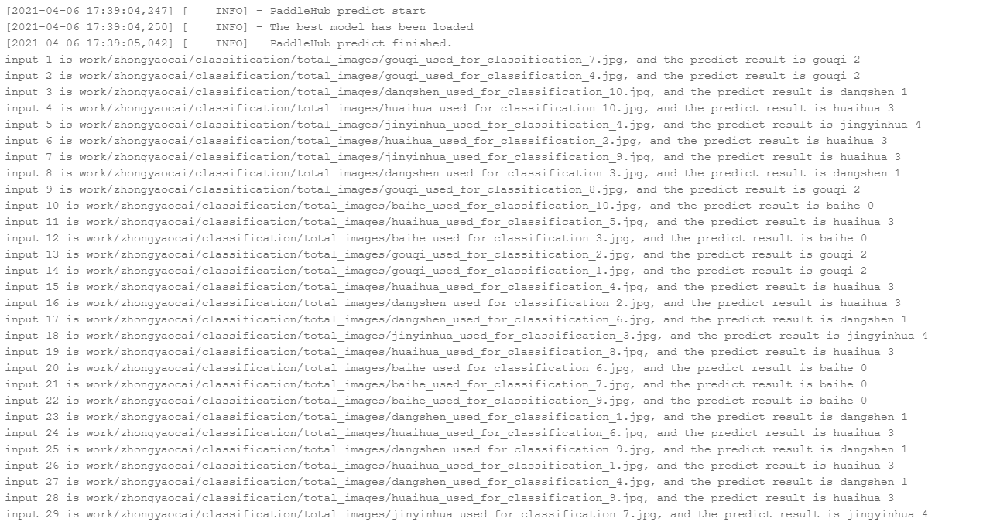 [2021-04-06 17:39:04,247] [    INFO] - PaddleHub predict start
[2021-04-06 17:39:04,250] [    INFO] - The best model has been loaded
[2021-04-06 17:39:05,042] [    INFO] - PaddleHub predict finished.
input 1 is work/zhongyaocai/classification/total_images/gouqi_used_for_classification_7.jpg, and the predict result is gouqi 2
input 2 is work/zhongyaocai/classification/total_images/gouqi_used_for_classification_4.jpg, and the predict result is gouqi 2
input 3 is work/zhongyaocai/classification/total_images/dangshen_used_for_classification_10.jpg, and the predict result is dangshen 1
input 4 is work/zhongyaocai/classification/total_images/huaihua_used_for_classification_10.jpg, and the predict result is huaihua 3
input 5 is work/zhongyaocai/classification/total_images/jinyinhua_used_for_classification_4.jpg, and the predict result is jingyinhua 4
input 6 is work/zhongyaocai/classification/total_images/huaihua_used_for_classification_2.jpg, and the predict result is huaihua 3
input 7 is work/zhongyaocai/classification/total_images/jinyinhua_used_for_classification_9.jpg, and the predict result is huaihua 3
input 8 is work/zhongyaocai/classification/total_images/dangshen_used_for_classification_3.jpg, and the predict result is dangshen 1
input 9 is work/zhongyaocai/classification/total_images/gouqi_used_for_classification_8.jpg, and the predict result is gouqi 2
input 10 is work/zhongyaocai/classification/total_images/baihe_used_for_classification_10.jpg, and the predict result is baihe 0
input 11 is work/zhongyaocai/classification/total_images/huaihua_used_for_classification_5.jpg, and the predict result is huaihua 3
input 12 is work/zhongyaocai/classification/total_images/baihe_used_for_classification_3.jpg, and the predict result is baihe 0
input 13 is work/zhongyaocai/classification/total_images/gouqi_used_for_classification_2.jpg, and the predict result is gouqi 2
input 14 is work/zhongyaocai/classification/total_images/gouqi_used_for_classification_1.jpg, and the predict result is gouqi 2
input 15 is work/zhongyaocai/classification/total_images/huaihua_used_for_classification_4.jpg, and the predict result is huaihua 3
input 16 is work/zhongyaocai/classification/total_images/dangshen_used_for_classification_2.jpg, and the predict result is huaihua 3
input 17 is work/zhongyaocai/classification/total_images/dangshen_used_for_classification_6.jpg, and the predict result is dangshen 1
input 18 is work/zhongyaocai/classification/total_images/jinyinhua_used_for_classification_3.jpg, and the predict result is jingyinhua 4
input 19 is work/zhongyaocai/classification/total_images/huaihua_used_for_classification_8.jpg, and the predict result is huaihua 3
input 20 is work/zhongyaocai/classification/total_images/baihe_used_for_classification_6.jpg, and the predict result is baihe 0
input 21 is work/zhongyaocai/classification/total_images/baihe_used_for_classification_7.jpg, and the predict result is baihe 0
input 22 is work/zhongyaocai/classification/total_images/baihe_used_for_classification_9.jpg, and the predict result is baihe 0
input 23 is work/zhongyaocai/classification/total_images/dangshen_used_for_classification_1.jpg, and the predict result is dangshen 1
input 24 is work/zhongyaocai/classification/total_images/huaihua_used_for_classification_6.jpg, and the predict result is huaihua 3
input 25 is work/zhongyaocai/classification/total_images/dangshen_used_for_classification_9.jpg, and the predict result is dangshen 1
input 26 is work/zhongyaocai/classification/total_images/huaihua_used_for_classification_1.jpg, and the predict result is huaihua 3
input 27 is work/zhongyaocai/classification/total_images/dangshen_used_for_classification_4.jpg, and the predict result is dangshen 1
input 28 is work/zhongyaocai/classification/total_images/huaihua_used_for_classification_9.jpg, and the predict result is huaihua 3
input 29 is work/zhongyaocai/classification/total_images/jinyinhua_used_for_classification_7.jpg, and the predict result is jingyinhua 4